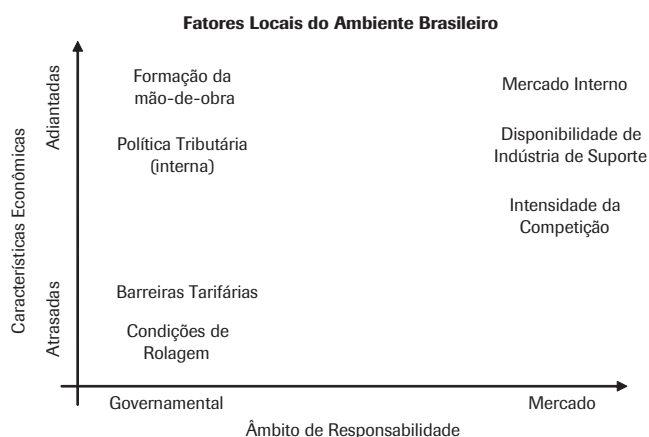 Fatores Locais do Ambiente Brasileiro
Características Econômicas
Adiantadas
Atrasadas
Formação da
mão-de-obra
Política Tributária
(interna)
Barreiras Tarifárias
Condições de
Rolagem
Mercado Interno
Disponibilidade de
Indústria de Suporte
Intensidade da
Competição
Governamental
Mercado
Âmbito de Responsabilidade